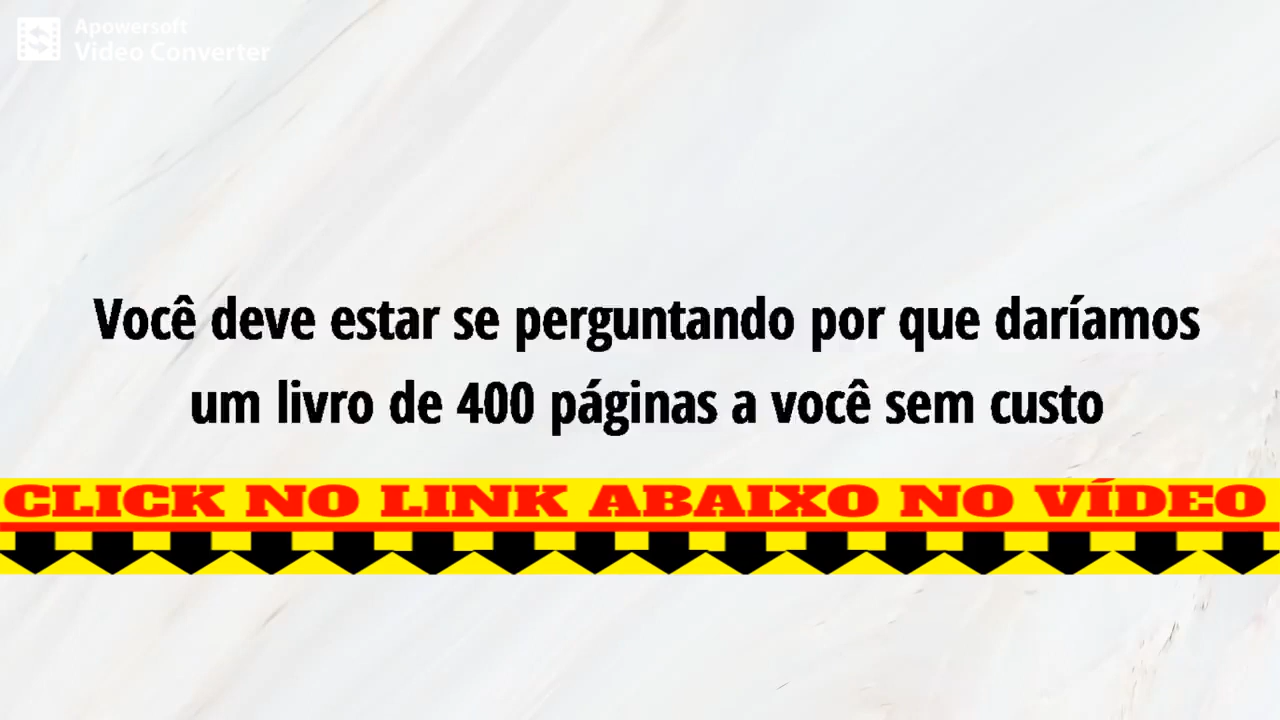 Apowersoft
Video Converter
Você deve estar se perguntando por que daríamos
um livro de 400 páginas a você sem custo
CLICK NO LINK ABAIXO NO VÍDEO